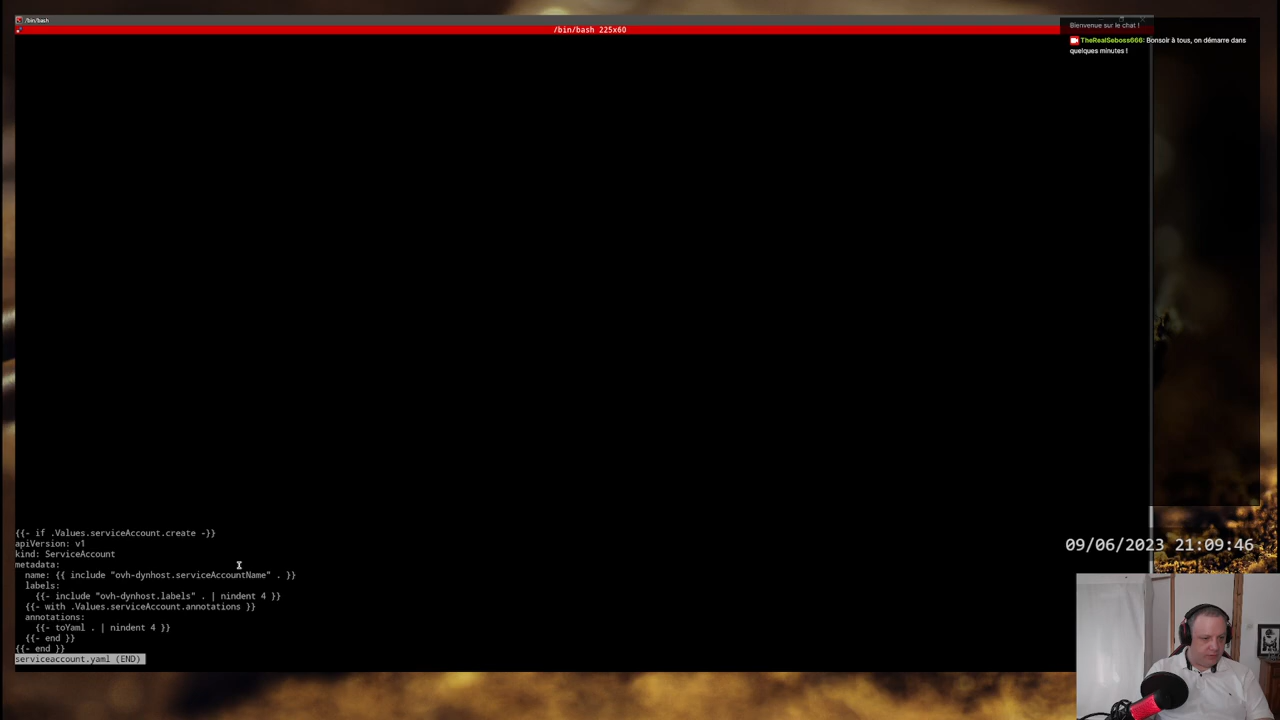 /bin/bash
/bin/bash 225x60
Bienvenue sur le chat !
TheRealSeboss666: Bonsoir à tous, on démarre dans
quelques minutes !
{{- if .Values.serviceAccount.create -}}
apiVersion: v1
kind: ServiceAccount
metadata:
  name: {{ include "ovh-dynhost.serviceAccountName" . }}
  labels:
    {{- include "ovh-dynhost.labels" . | nindent 4 }}
  {{- with .Values.serviceAccount.annotations }}
  annotations:
    {{- toYaml . | nindent 4 }}
  {{- end }}
{{- end }}
serviceaccount.yaml (END)
09/06/2023 21:09:46